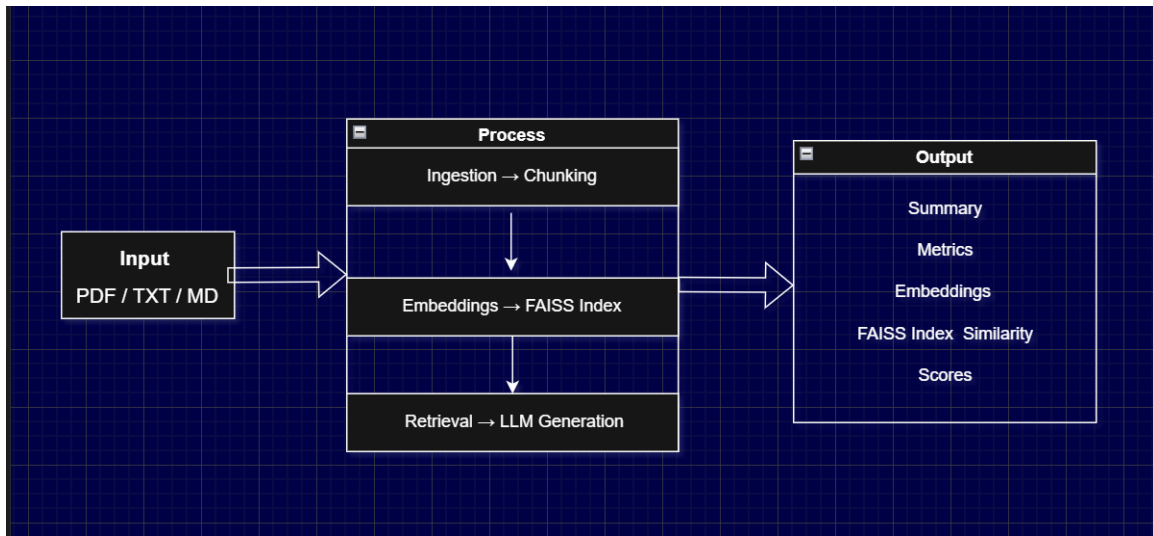 Input
PDF / TXT / MD
Process
Ingestion → Chunking
Embeddings → FAISS Index
Retrieval → LLM Generation
Output
Summary
Metrics
Embeddings
FAISS Index  Similarity
Scores